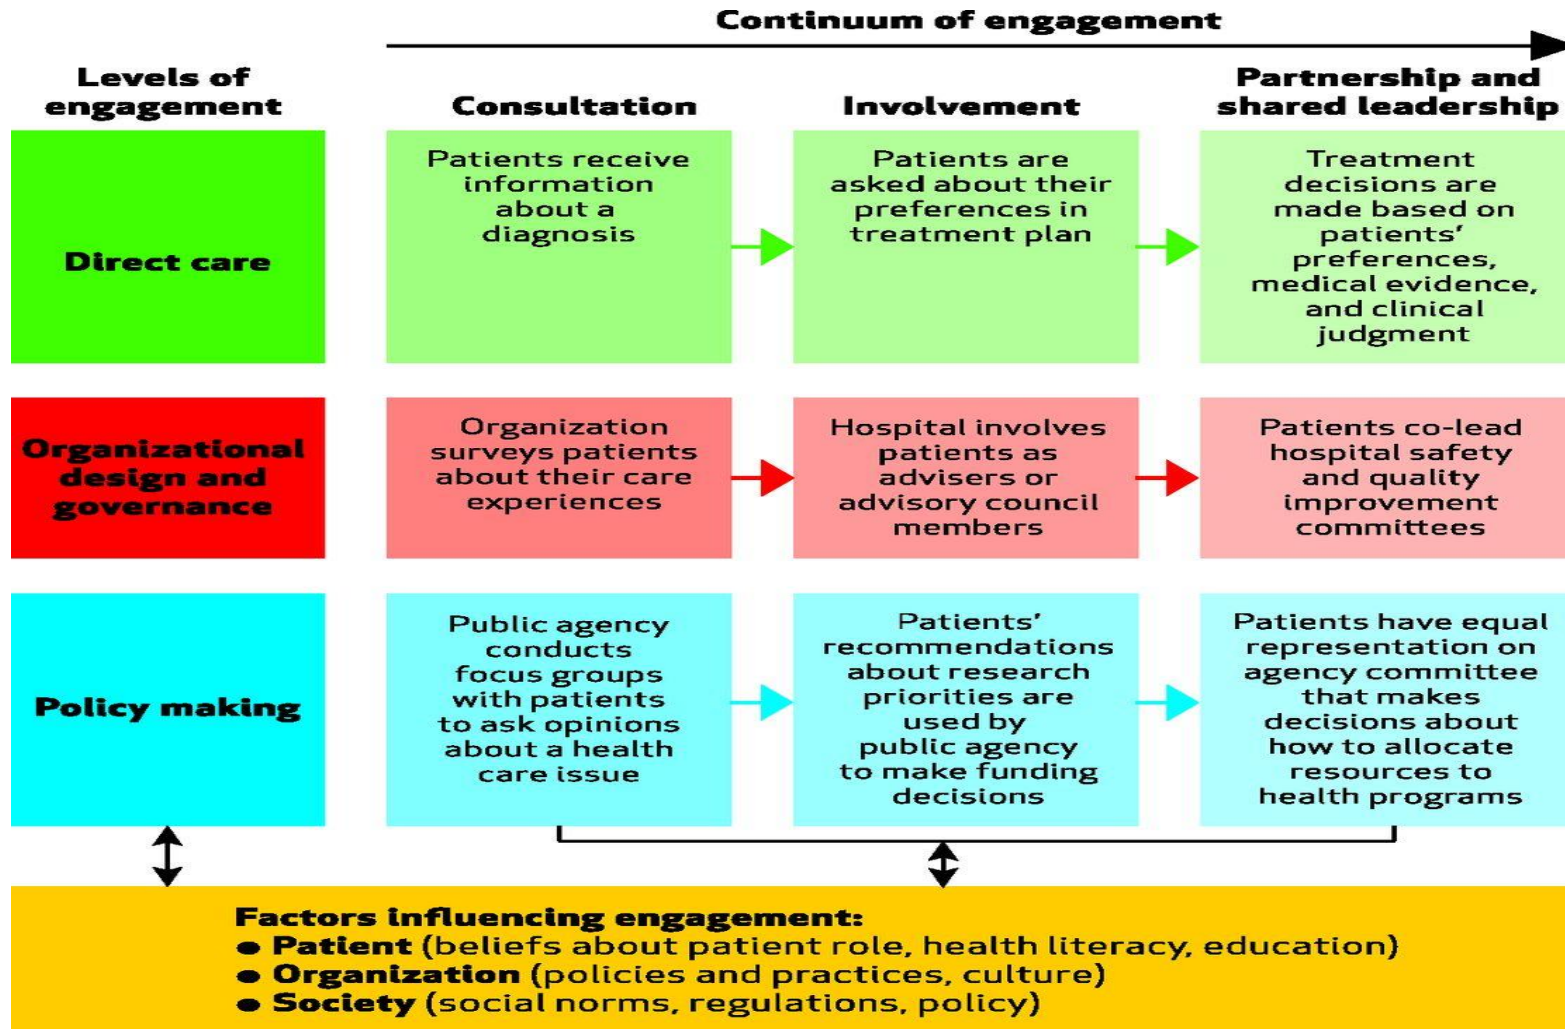 Continuum of engagement
Levels of
engagement
Consultation
Involvement
Partnership and
shared leadership
Direct care
Patients receive
information
about a
diagnosis
Patients are
asked about their
preferences in
treatment plan
Treatment
decisions are
made based on
patients’
preferences,
medical evidence,
and clinical
judgment
Organizational
design and
governance
Organization
surveys patients
about their care
experiences
Hospital involves
patients as
advisers or
advisory council
members
Patients co-lead
hospital safety
and quality
improvement
committees
Policy making
Public agency
conducts
focus groups
with patients
to ask opinions
about a health
care issue
Patients’
recommendations
about research
priorities are
used by
public agency
to make funding
decisions
Patients have equal
representation on
agency committee
that makes
decisions about
how to allocate
resources to
health programs
Factors influencing engagement:
● Patient (beliefs about patient role, health literacy, education)
● Organization (policies and practices, culture)
● Society (social norms, regulations, policy)